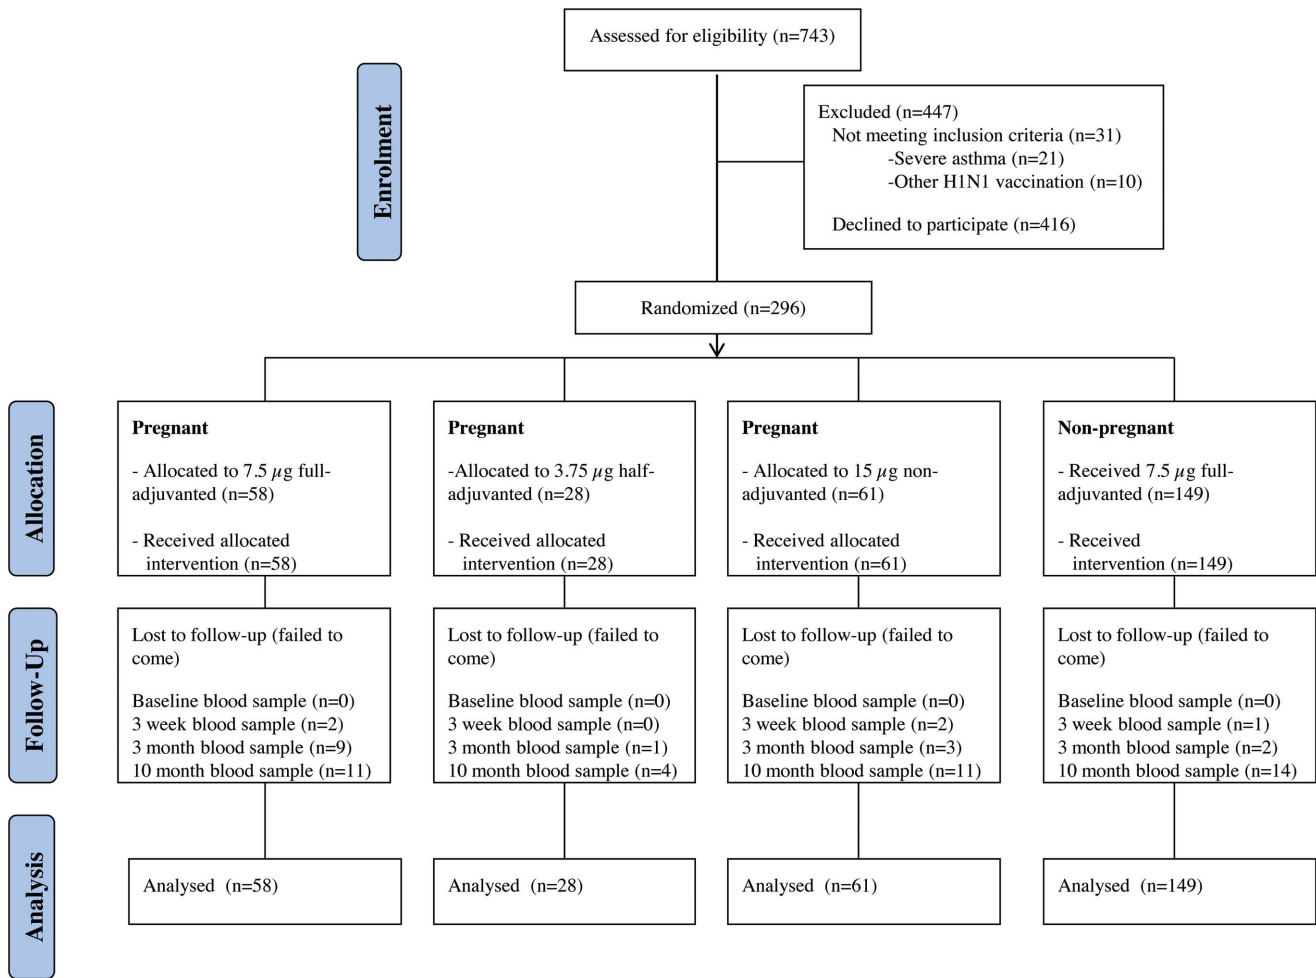 Assessed for eligibility (n=743)
Enrolment
Excluded (n=447)
Not meeting inclusion criteria (n=31)
-Severe asthma (n=21)
-Other H1N1 vaccination (n=10)
Declined to participate (n=416)
Randomized (n=296)
Allocation
Pregnant
- Allocated to 7.5 µg full-
adjuvanted (n=58)
- Received allocated
intervention (n=58)
Pregnant
-Allocated to 3.75 µg half-
adjuvanted (n=28)
- Received allocated
intervention (n=28)
Pregnant
- Allocated to 15 µg non-
adjuvanted (n=61)
- Received allocated
intervention (n=61)
Non-pregnant
- Received 7.5 µg full-
adjuvanted (n=149)
- Received
intervention (n=149)
Follow-Up
Lost to follow-up (failed to
come)
Baseline blood sample (n=0)
3 week blood sample (n=2)
3 month blood sample (n=9)
10 month blood sample (n=11)
Lost to follow-up (failed to
come)
Baseline blood sample (n=0)
3 week blood sample (n=0)
3 month blood sample (n=1)
10 month blood sample (n=4)
Lost to follow-up (failed to
come)
Baseline blood sample (n=0)
3 week blood sample (n=2)
3 month blood sample (n=3)
10 month blood sample (n=11)
Lost to follow-up (failed to
come)
Baseline blood sample (n=0)
3 week blood sample (n=1)
3 month blood sample (n=2)
10 month blood sample (n=14)
Analysis
Analysed (n=58)
Analysed (n=28)
Analysed (n=61)
Analysed (n=149)